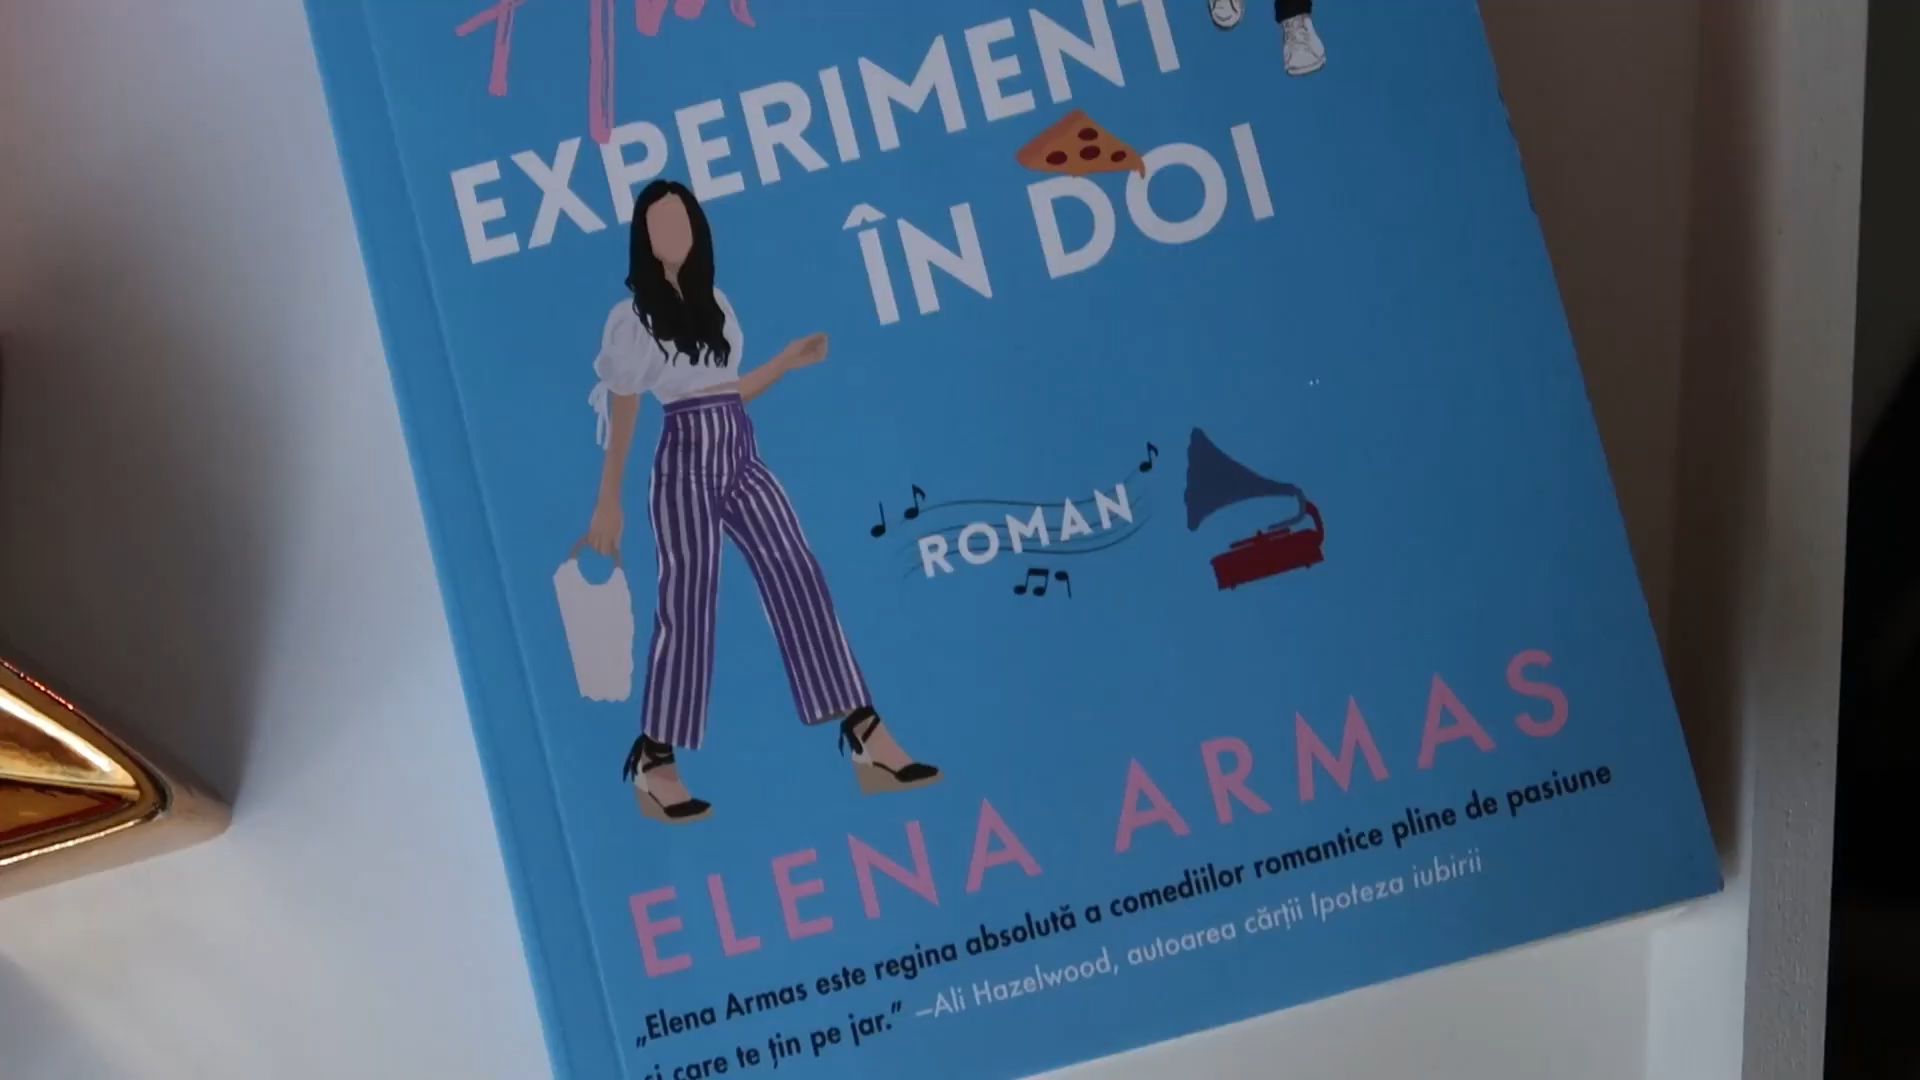 EXPERIMENT
ÎN DOI
ROMAN
ELENA ARMAS
„Elena Armas este regina absolută a comediilor romantice pline de pasiune
și care te țin pe jar.” –Ali Hazelwood, autoarea cărții Ipoteza iubirii